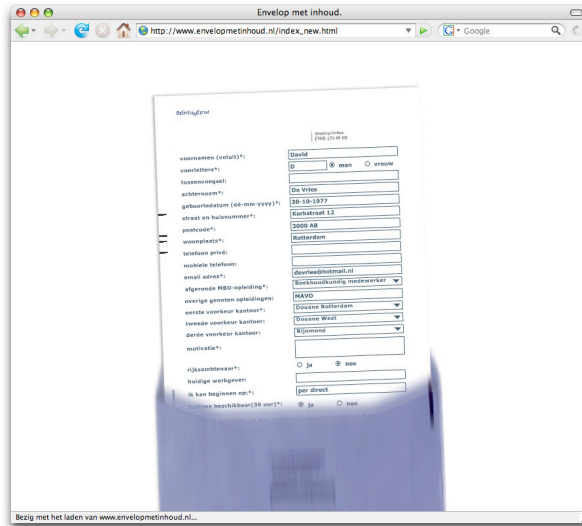 Envelop met inhoud.
http://www.envelopmetinhoud.nl/index_new.html
Google
Belastingdienst
voornamen (voluit)*: David
voorletters*: D man vrouw
tussenvoegsel:
achternaam*: De Vries
geboortedatum (dd-mm-yyyy)*: 30-10-1977
straat en huisnummer*: Kerkstraat 12
postcode*: 3000 AB
woonplaats*: Rotterdam
telefoon privé:
mobiele telefoon:
email adres*: devries@hotmail.nl
afgeronde MBO-opleiding*: Boekhoudkundig medewerker
overige genoten opleidingen: MAVO
eerste voorkeur kantoor*: Douane Rotterdam
tweede voorkeur kantoor: Douane West
derde voorkeur kantoor: Rijnmond
motivatie*:
rijksambtenaar*: ja nee
huidige werkgever:
ik kan beginnen op*: per direct
fulltime beschikbaar(36 uur)*: ja nee
Bezig met het laden van www.envelopmetinhoud.nl...